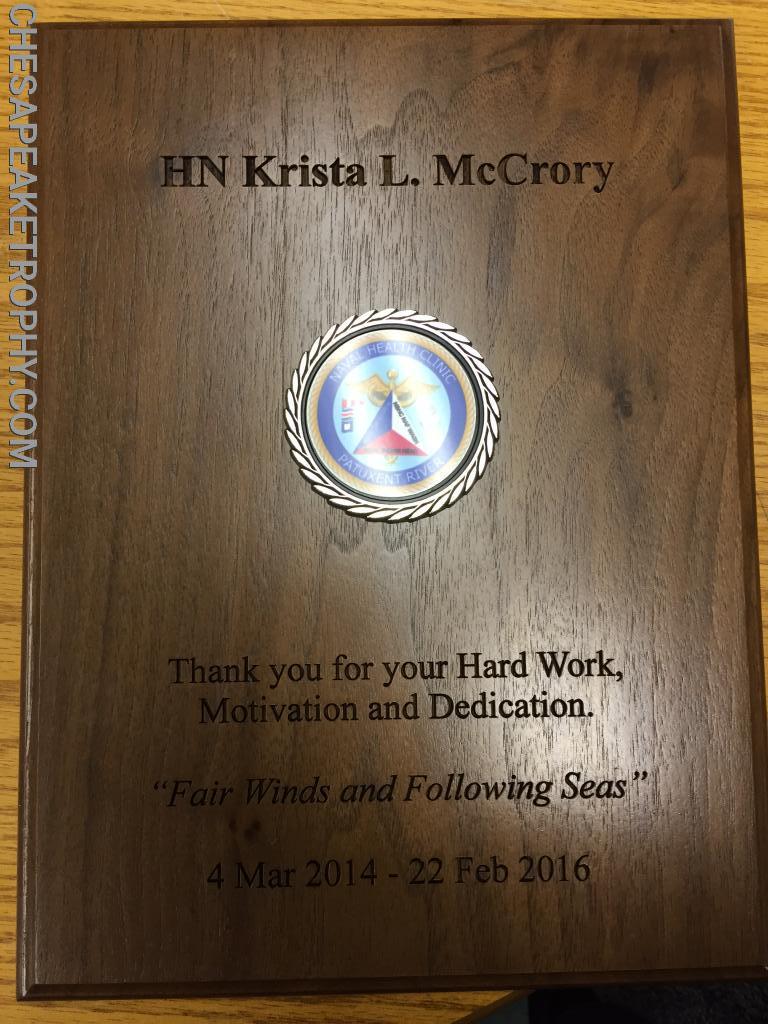 CHESAPEAKETROPHY.COM
HN Krista L. McCrory
NAVAL HEALTH CLINIC
PATUXENT RIVER
Thank you for your Hard Work,
Motivation and Dedication.
“Fair Winds and Following Seas”
4 Mar 2014 - 22 Feb 2016